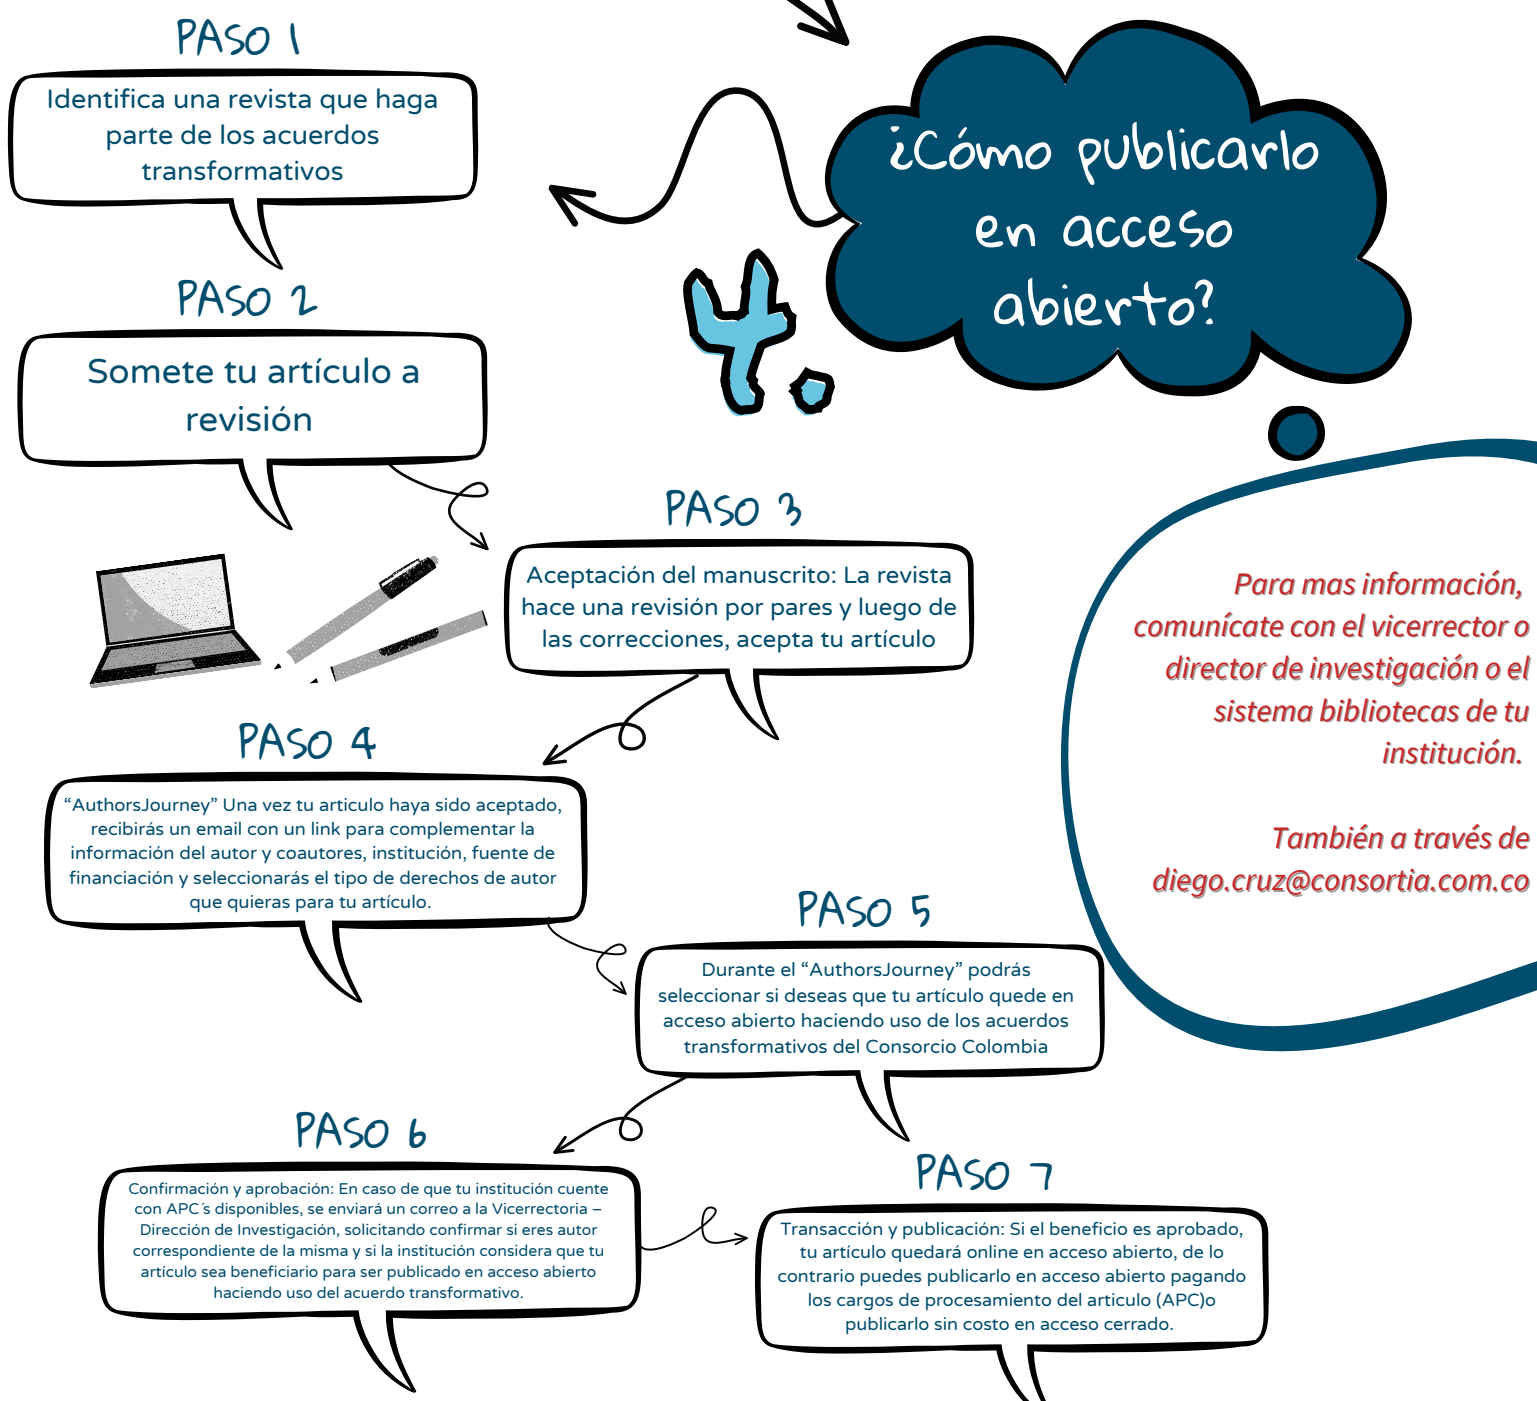 4.
¿Cómo publicarlo
en acceso
abierto?
PASO 1
Identifica una revista que haga
parte de los acuerdos
transformativos
PASO 2
Somete tu artículo a
revisión
PASO 3
Aceptación del manuscrito: La revista
hace una revisión por pares y luego de
las correcciones, acepta tu artículo
PASO 4
“AuthorsJourney” Una vez tu articulo haya sido aceptado,
recibirás un email con un link para complementar la
información del autor y coautores, institución, fuente de
financiación y seleccionarás el tipo de derechos de autor
que quieras para tu artículo.
PASO 5
Durante el “AuthorsJourney” podrás
seleccionar si deseas que tu artículo quede en
acceso abierto haciendo uso de los acuerdos
transformativos del Consorcio Colombia
PASO 6
Confirmación y aprobación: En caso de que tu institución cuente
con APC´s disponibles, se enviará un correo a la Vicerrectoria –
Dirección de Investigación, solicitando confirmar si eres autor
correspondiente de la misma y si la institución considera que tu
artículo sea beneficiario para ser publicado en acceso abierto
haciendo uso del acuerdo transformativo.
PASO 7
Transacción y publicación: Si el beneficio es aprobado,
tu artículo quedará online en acceso abierto, de lo
contrario puedes publicarlo en acceso abierto pagando
los cargos de procesamiento del articulo (APC)o
publicarlo sin costo en acceso cerrado.
Para mas información,
comunícate con el vicerrector o
director de investigación o el
sistema bibliotecas de tu
institución.
También a través de
diego.cruz@consortia.com.co